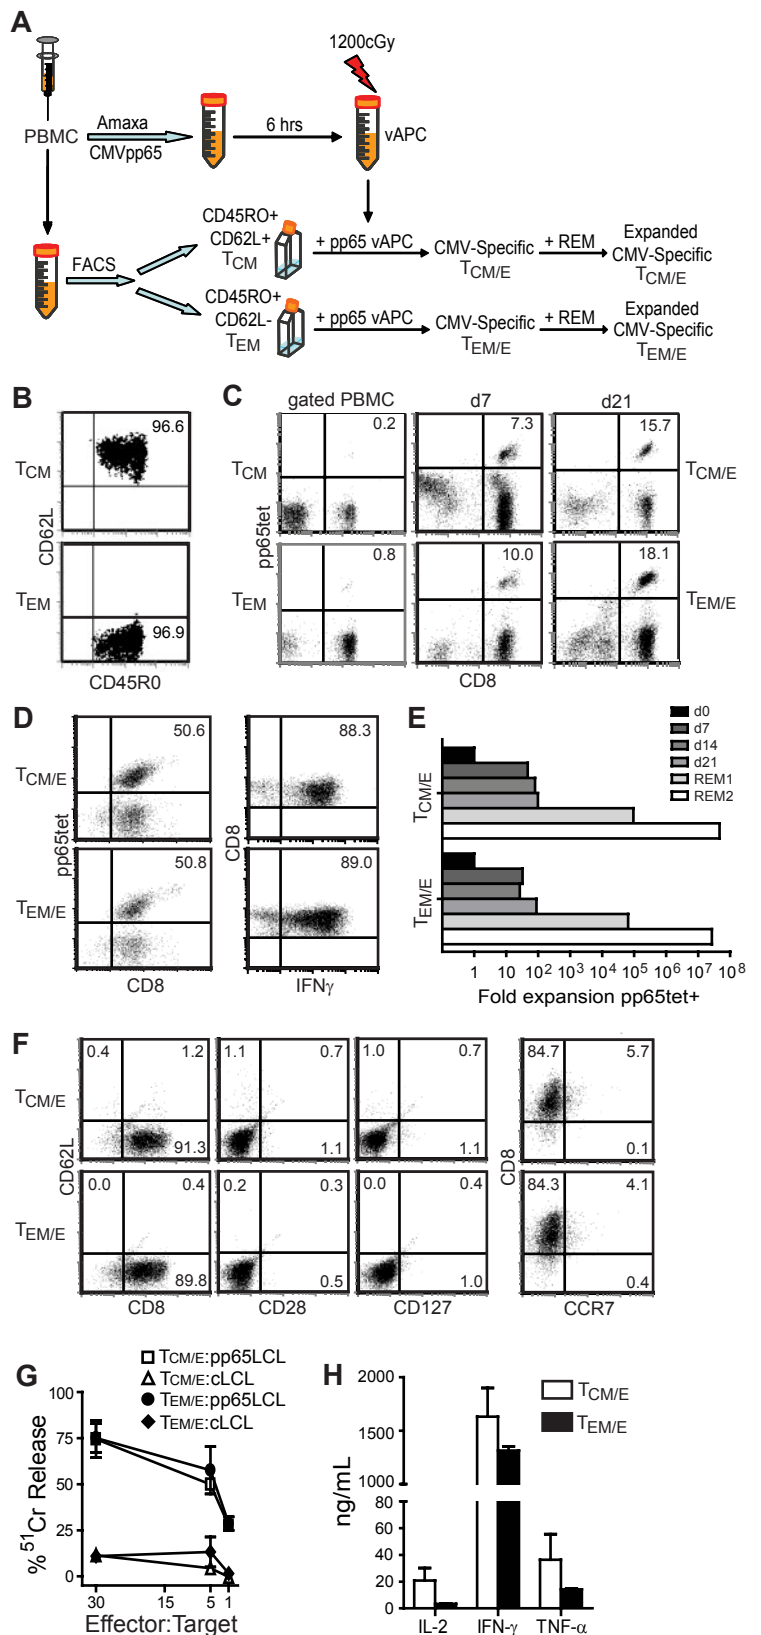 A
1200cGy
PBMC
Amaxa
CMVpp65
6 hrs
vAPC
FACS
CD45RO+
CD62L+
TCM
+ pp65 vAPC
CMV-Specific
TCM/E
+ REM
Expanded
CMV-Specific
TCM/E
CD45RO+
CD62L-
TEM
+ pp65 vAPC
CMV-Specific
TEM/E
+ REM
Expanded
CMV-Specific
TEM/E
B
TCM
96.6
CD62L
TEM
96.9
CD45R0
C
gated PBMC
d7
d21
TCM
0.2
7.3
15.7
TCM/E
pp65tet
TEM
0.8
10.0
18.1
TEM/E
CD8
D
TCM/E
50.6
88.3
pp65tet
CD8
TEM/E
50.8
89.0
CD8
IFNγ
E
d0
d7
d14
d21
REM1
REM2
TCM/E
TEM/E
1 10 10² 10³ 10⁴ 10⁵ 10⁶ 10⁷ 10⁸
Fold expansion pp65tet+
F
TCM/E
0.4 1.2
91.3
1.1 0.7
1.1
1.0 0.7
1.1
84.7 5.7
0.1
CD62L
CD8
TEM/E
0.0 0.4
89.8
0.2 0.3
0.5
0.0 0.4
1.0
84.3 4.1
0.4
CD8
CD28
CD127
CCR7
G
TCM/E:pp65LCL
TCM/E:cLCL
TEM/E:pp65LCL
TEM/E:cLCL
% ⁵¹Cr Release
100
75
50
25
0
30 15 5 1
Effector:Target
H
TCM/E
TEM/E
ng/mL
2000
1500
1000
80
60
40
20
0
IL-2 IFN-γ TNF-α